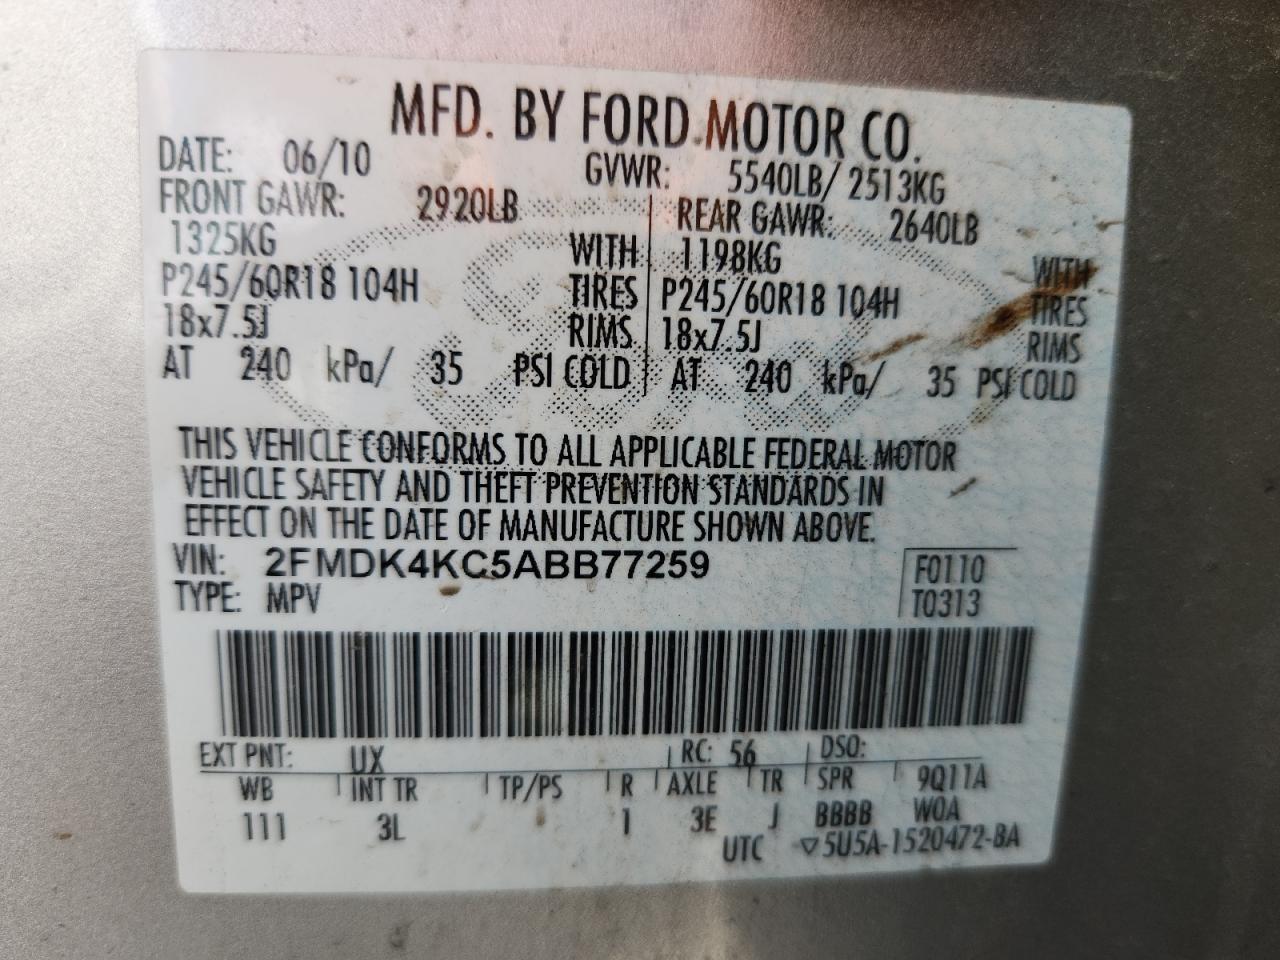 MFD. BY FORD MOTOR CO.
DATE: 06/10 GVWR: 5540LB/ 2513KG
FRONT GAWR: 2920LB REAR GAWR: 2640LB
1325KG WITH 1198KG WITH
P245/60R18 104H TIRES P245/60R18 104H TIRES
18x7.5J RIMS 18x7.5J RIMS
AT 240 kPa/ 35 PSI COLD AT 240 kPa/ 35 PSI COLD
THIS VEHICLE CONFORMS TO ALL APPLICABLE FEDERAL MOTOR
VEHICLE SAFETY AND THEFT PREVENTION STANDARDS IN
EFFECT ON THE DATE OF MANUFACTURE SHOWN ABOVE.
VIN: 2FMDK4KC5ABB77259 F0110
TYPE: MPV T0313
EXT PNT: UX RC: 56 DSO:
WB INT TR TP/PS R AXLE TR SPR 9Q11A
111 3L 1 3E J BBBB WOA
UTC ▽5U5A-1520472-BA